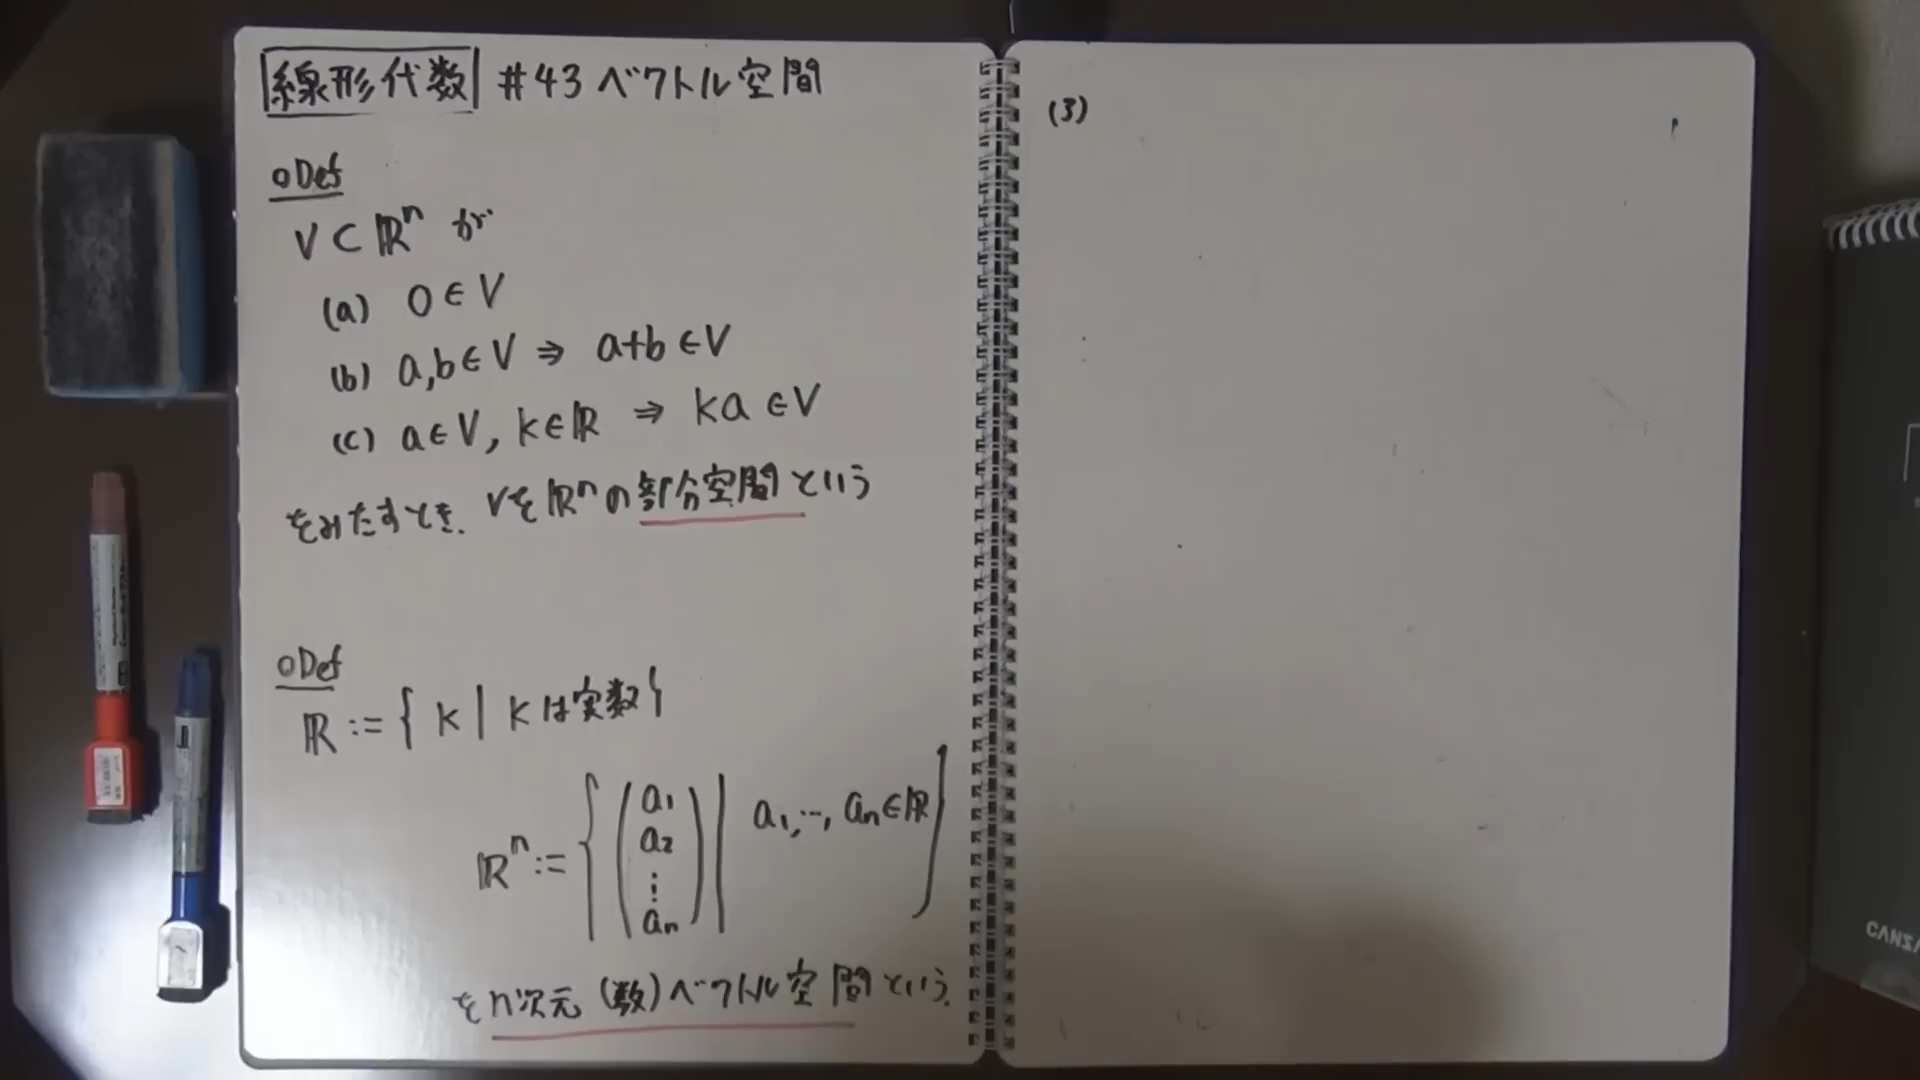 線形代数 #43 ベクトル空間
○Def
V⊂ℝⁿ が
(a) 0∈V
(b) a,b∈V ⇒ a+b∈V
(c) a∈V, k∈ℝ ⇒ ka∈V
をみたすとき、Vをℝⁿの部分空間という
○Def
ℝ:={k|kは実数}
ℝⁿ:={(a₁ a₂ ⋮ aₙ)| a₁,…, aₙ∈ℝ}
をn次元(数)ベクトル空間という.
(3)
CANSA